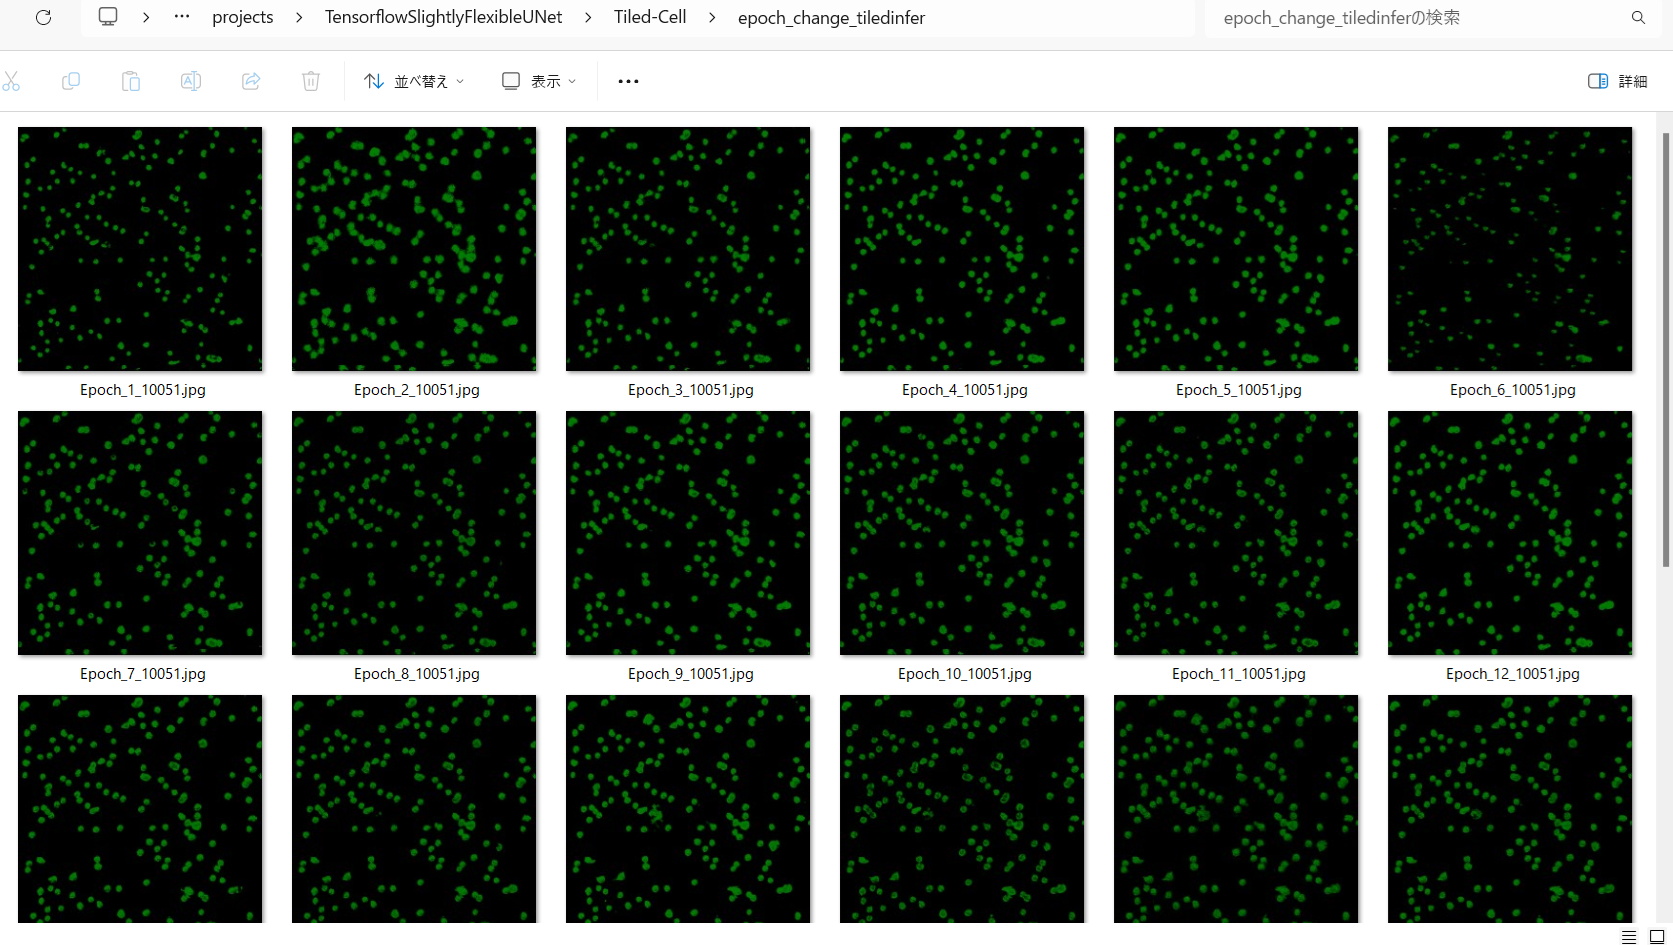 projects > TensorflowSlightlyFlexibleUNet > Tiled-Cell > epoch_change_tiledinfer
epoch_change_tiledinferの検索
並べ替え
表示
詳細
Epoch_1_10051.jpg
Epoch_2_10051.jpg
Epoch_3_10051.jpg
Epoch_4_10051.jpg
Epoch_5_10051.jpg
Epoch_6_10051.jpg
Epoch_7_10051.jpg
Epoch_8_10051.jpg
Epoch_9_10051.jpg
Epoch_10_10051.jpg
Epoch_11_10051.jpg
Epoch_12_10051.jpg